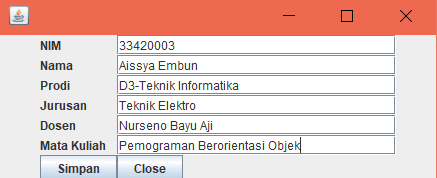 NIM 33420003
Nama Aissya Embun
Prodi D3-Teknik Informatika
Jurusan Teknik Elektro
Dosen Nurseno Bayu Aji
Mata Kuliah Pemograman Berorientasi Objek
Simpan Close